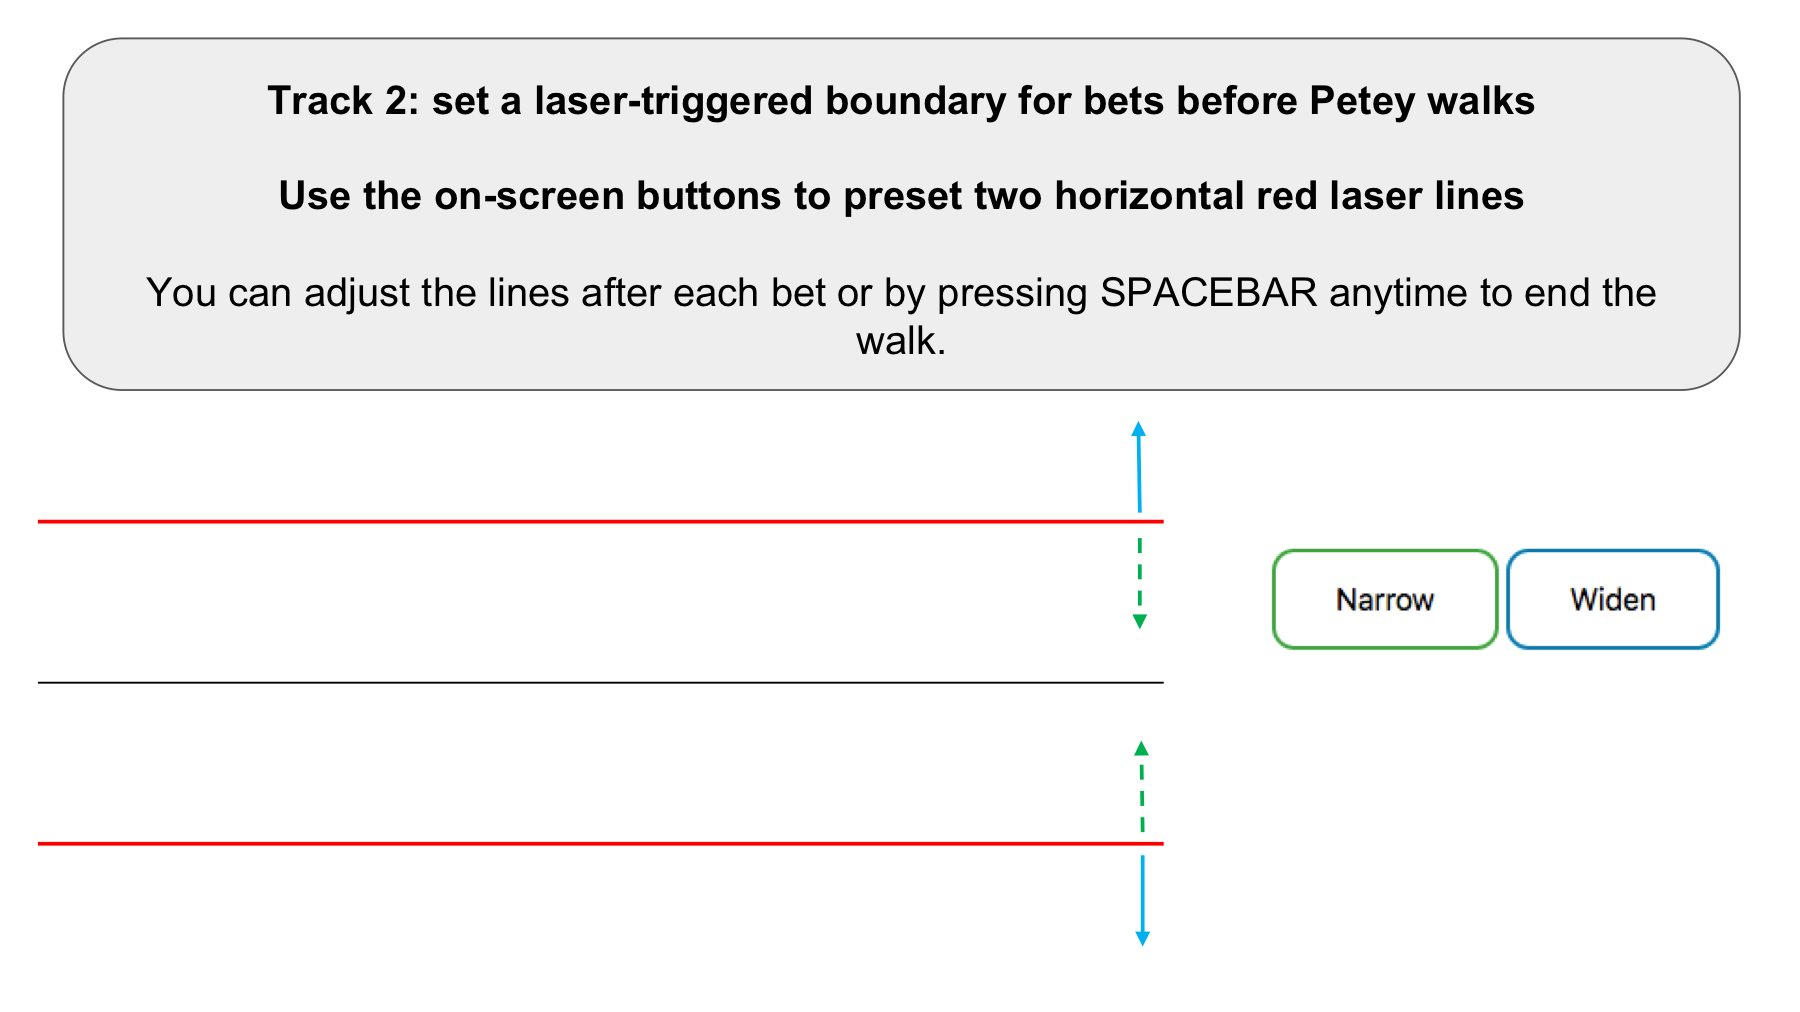 Track 2: set a laser-triggered boundary for bets before Petey walks
Use the on-screen buttons to preset two horizontal red laser lines
You can adjust the lines after each bet or by pressing SPACEBAR anytime to end the
walk.
Narrow
Widen